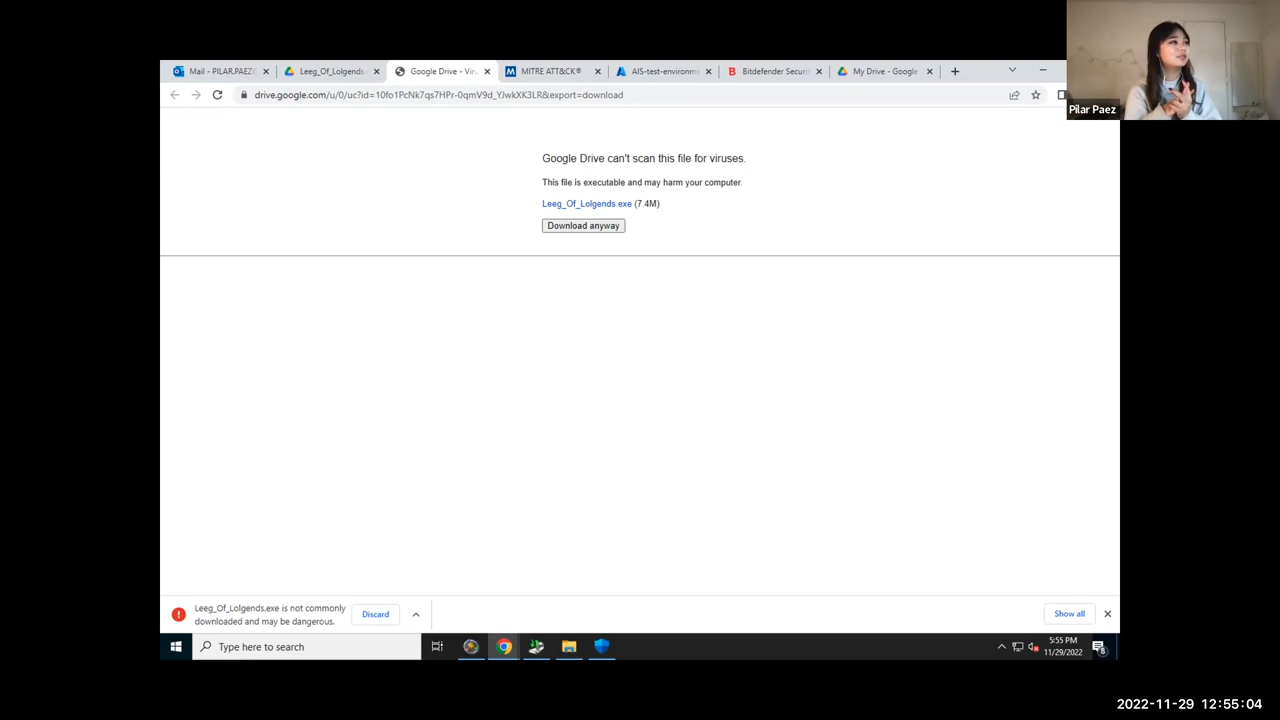 Mail - PILAR.PAEZ@
Leeg_Of_Lolgends.e
Google Drive - Viru
MITRE ATT&CK®
AIS-test-environme
Bitdefender Securit
My Drive - Google
drive.google.com/u/0/uc?id=10fo1PcNk7qs7HPr-0qmV9d_YJwkXK3LR&export=download
Pilar Paez
Google Drive can't scan this file for viruses.
This file is executable and may harm your computer.
Leeg_Of_Lolgends.exe (7.4M)
Download anyway
Leeg_Of_Lolgends.exe is not commonly
downloaded and may be dangerous.
Discard
Show all
Type here to search
5:55 PM
11/29/2022
8
2022-11-29 12:55:04